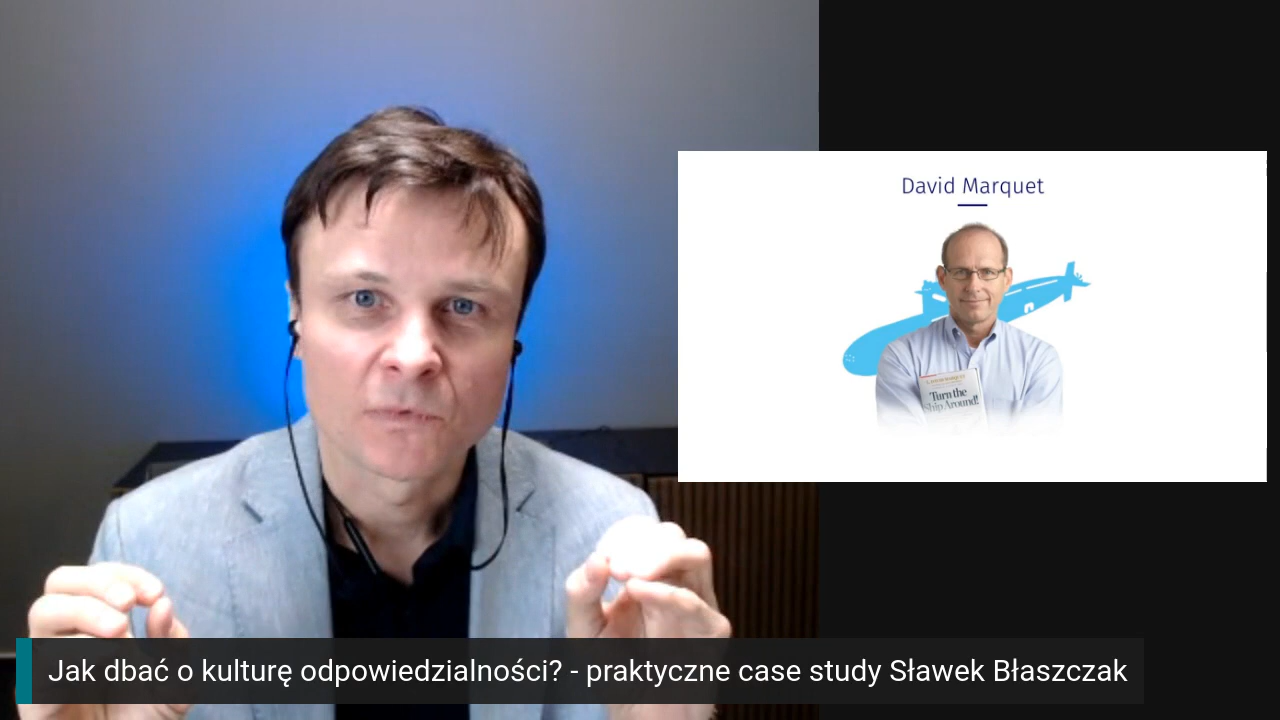 David Marquet
Turn the
Ship Around!
Jak dbać o kulturę odpowiedzialności? - praktyczne case study Sławek Błaszczak